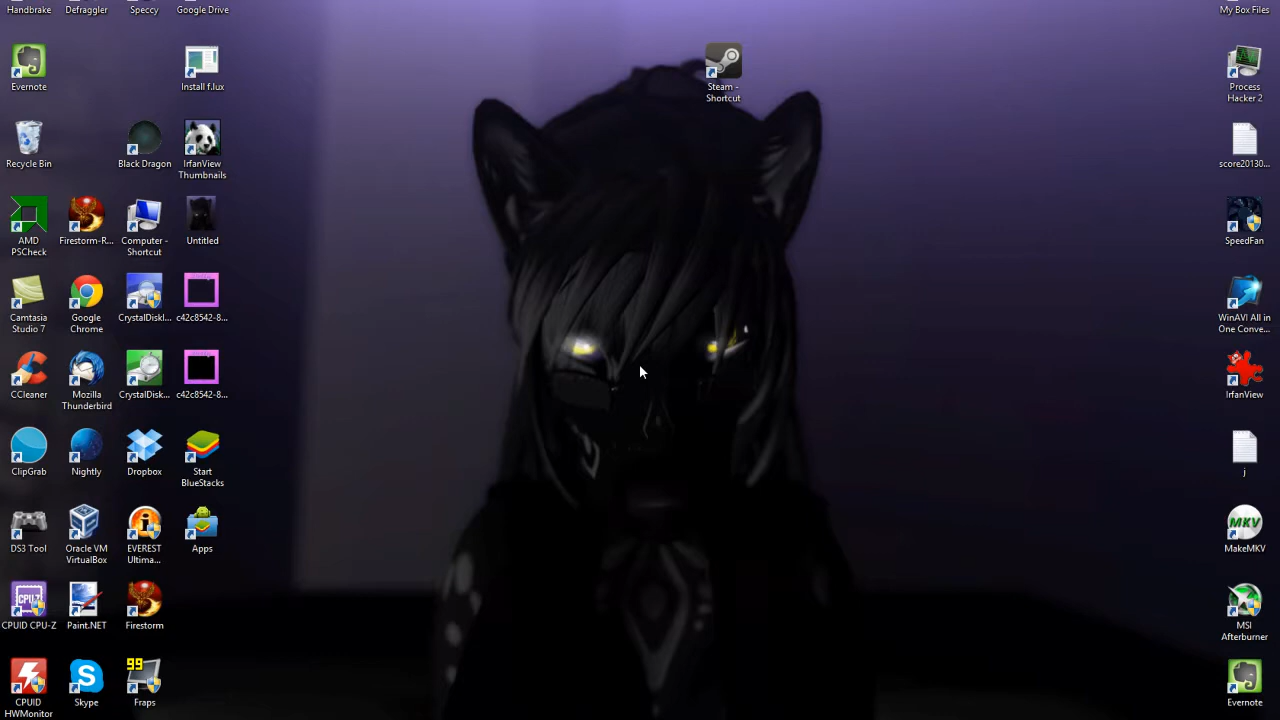 Handbrake
Defraggler
Speccy
Google Drive
My Box Files
Evernote
Install f.lux
Steam -
Shortcut
Process
Hacker 2
Recycle Bin
Black Dragon
IrfanView
Thumbnails
score20130...
AMD
PSCheck
Firestorm-R...
Computer -
Shortcut
Untitled
SpeedFan
Camtasia
Studio 7
Google
Chrome
CrystalDiskI...
c42c8542-8...
WinAVI All in
One Conve...
CCleaner
Mozilla
Thunderbird
CrystalDisk...
c42c8542-8...
IrfanView
ClipGrab
Nightly
Dropbox
Start
BlueStacks
j
DS3 Tool
Oracle VM
VirtualBox
EVEREST
Ultima...
Apps
MKV
MakeMKV
CPU-Z
CPUID CPU-Z
Paint.NET
Firestorm
MSI
Afterburner
CPUID
HWMonitor
Skype
99
Fraps
Evernote